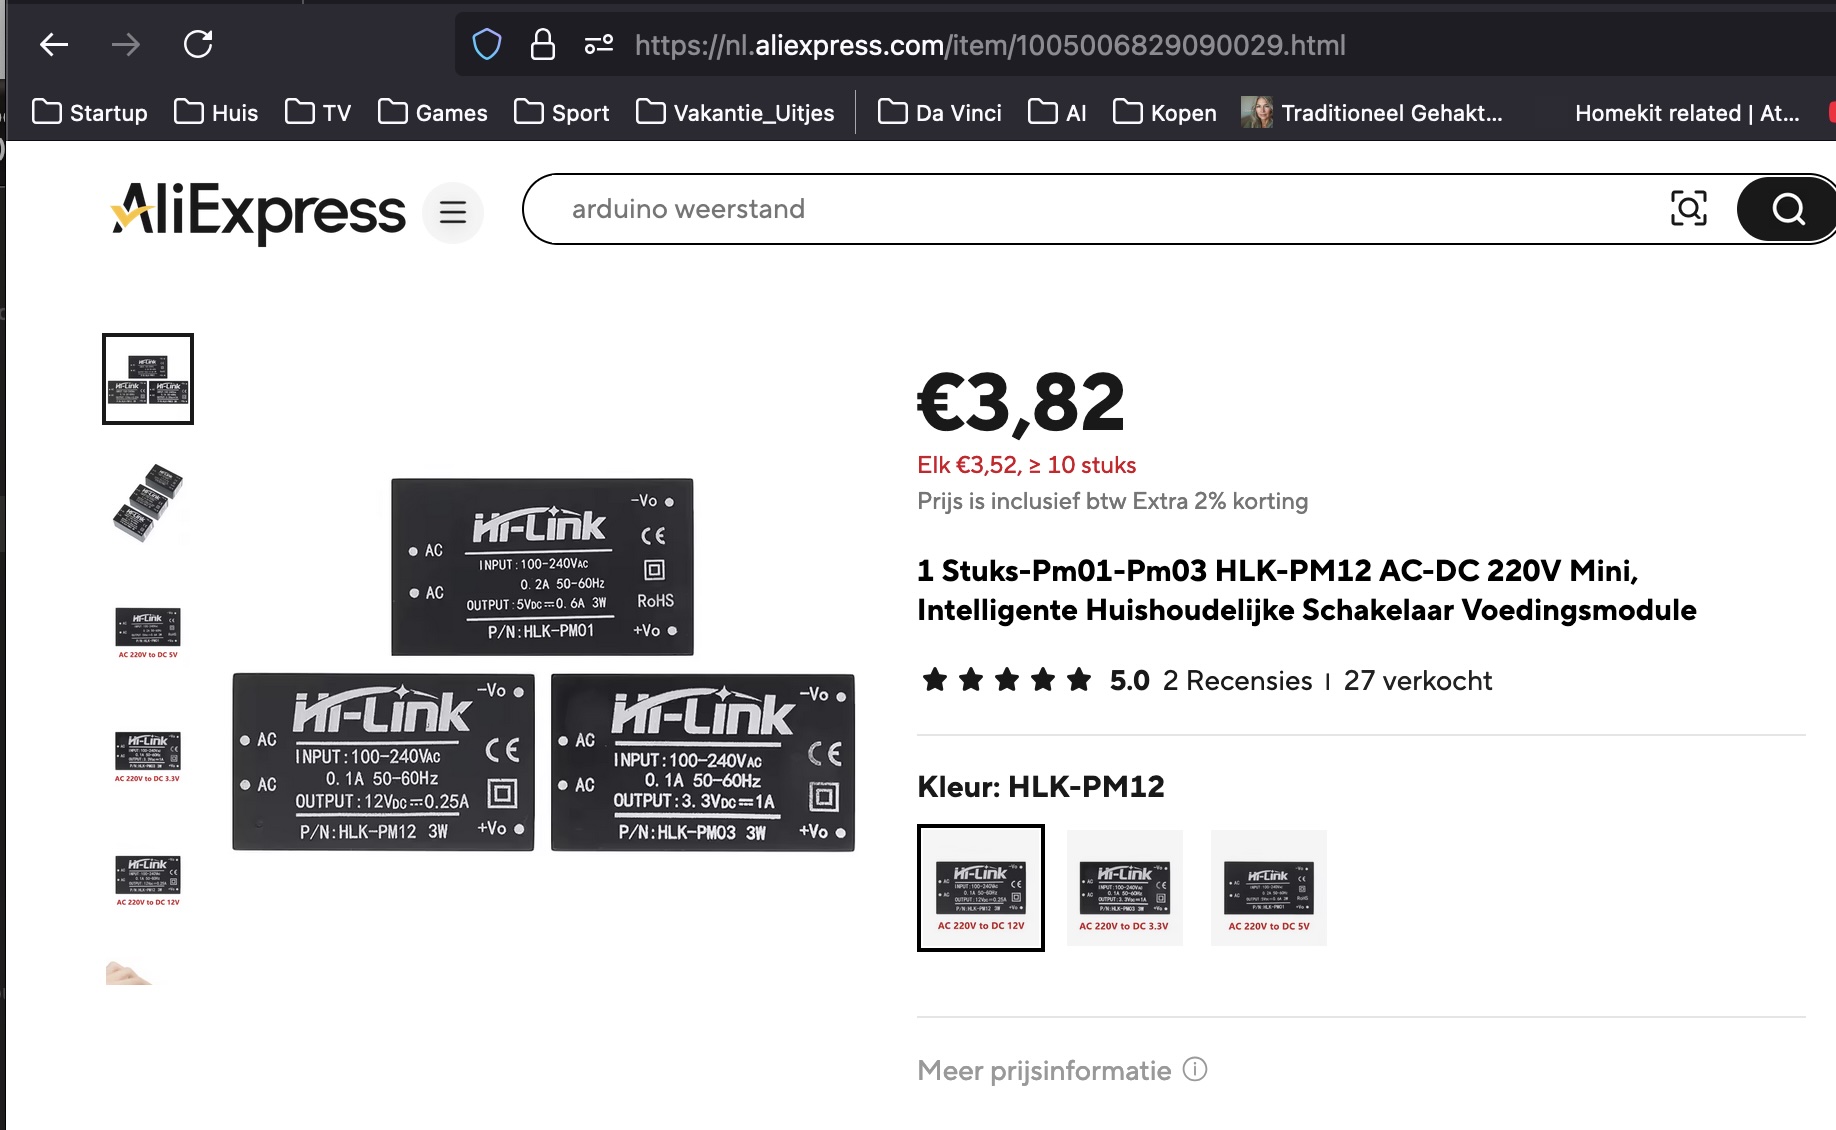 https://nl.aliexpress.com/item/1005006829090029.html
Startup Huis TV Games Sport Vakantie_Uitjes Da Vinci AI Kopen Traditioneel Gehakt... Homekit related | At...
AliExpress
arduino weerstand
€3,82
Elk €3,52, ≥ 10 stuks
Prijs is inclusief btw Extra 2% korting
1 Stuks-Pm01-Pm03 HLK-PM12 AC-DC 220V Mini,
Intelligente Huishoudelijke Schakelaar Voedingsmodule
5.0 2 Recensies | 27 verkocht
Kleur: HLK-PM12
AC 220V to DC 12V
AC 220V to DC 3.3V
AC 220V to DC 5V
Meer prijsinformatie
Hi-Link
-Vo
AC
AC
INPUT:100-240VAC
0.2A 50-60Hz
OUTPUT:5VDC⎓0.6A 3W
P/N:HLK-PM01
CE
RoHS
+Vo
Hi-Link
-Vo
AC
AC
INPUT:100-240VAC
0.1A 50-60Hz
OUTPUT:12VDC⎓0.25A
P/N:HLK-PM12 3W
CE
+Vo
Hi-Link
-Vo
AC
AC
INPUT:100-240VAC
0.1A 50-60Hz
OUTPUT:3.3VDC⎓1A
P/N:HLK-PM03 3W
CE
+Vo
AC 220V to DC 5V
AC 220V to DC 3.3V
AC 220V to DC 12V